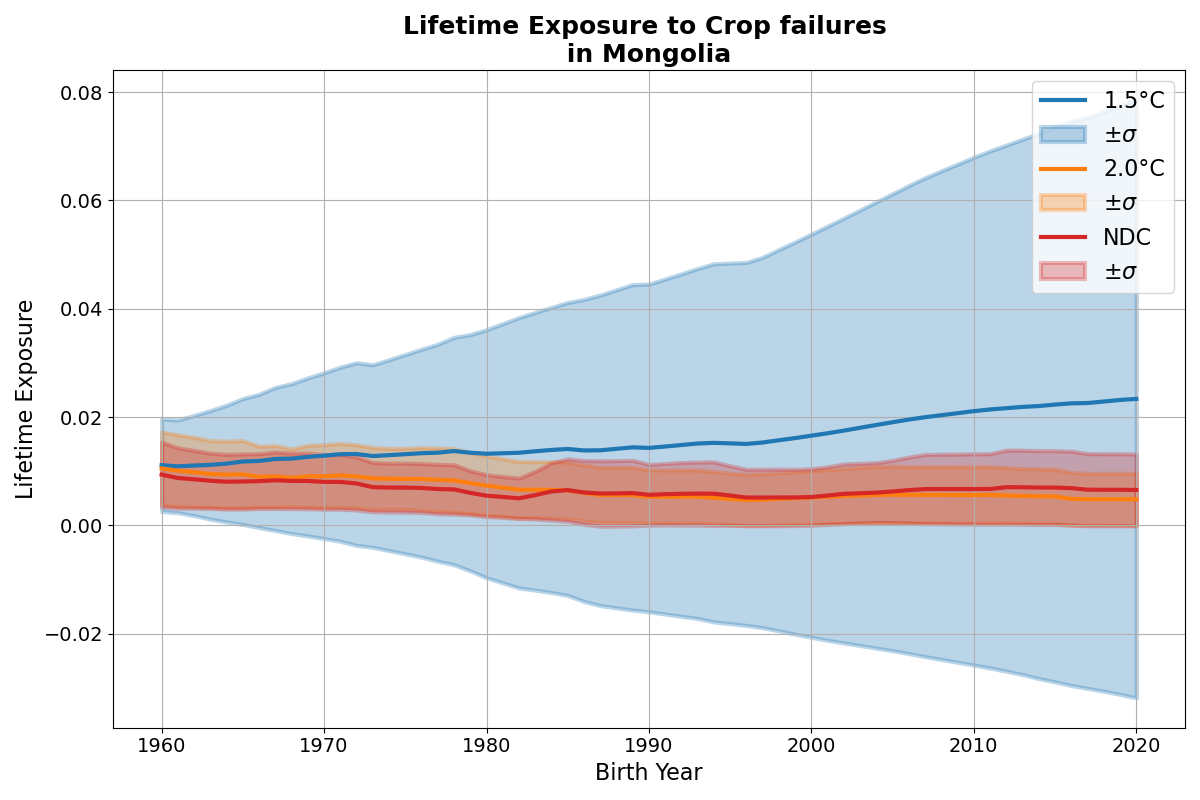 Lifetime Exposure to Crop failures
in Mongolia
0.08
0.06
0.04
0.02
0.00
−0.02
Lifetime Exposure
1.5°C
±σ
2.0°C
±σ
NDC
±σ
1960
1970
1980
1990
2000
2010
2020
Birth Year